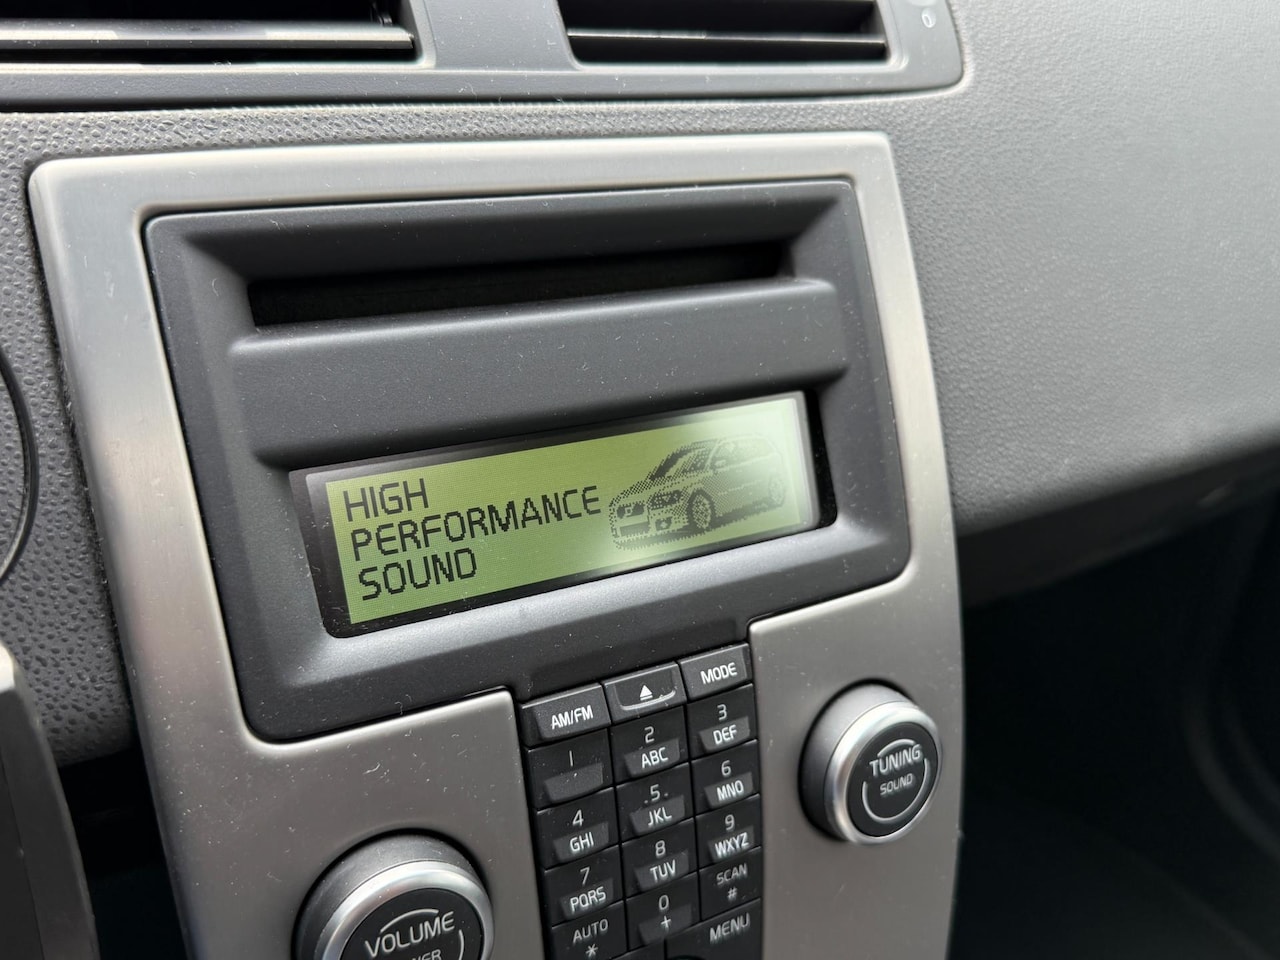 HIGH
PERFORMANCE
SOUND
AM/FM
MODE
1
2
ABC
3
DEF
4
GHI
.5.
JKL
6
MNO
7
PQRS
8
TUV
9
WXYZ
AUTO
*
0
+
SCAN
#
MENU
TUNING
SOUND
VOLUME